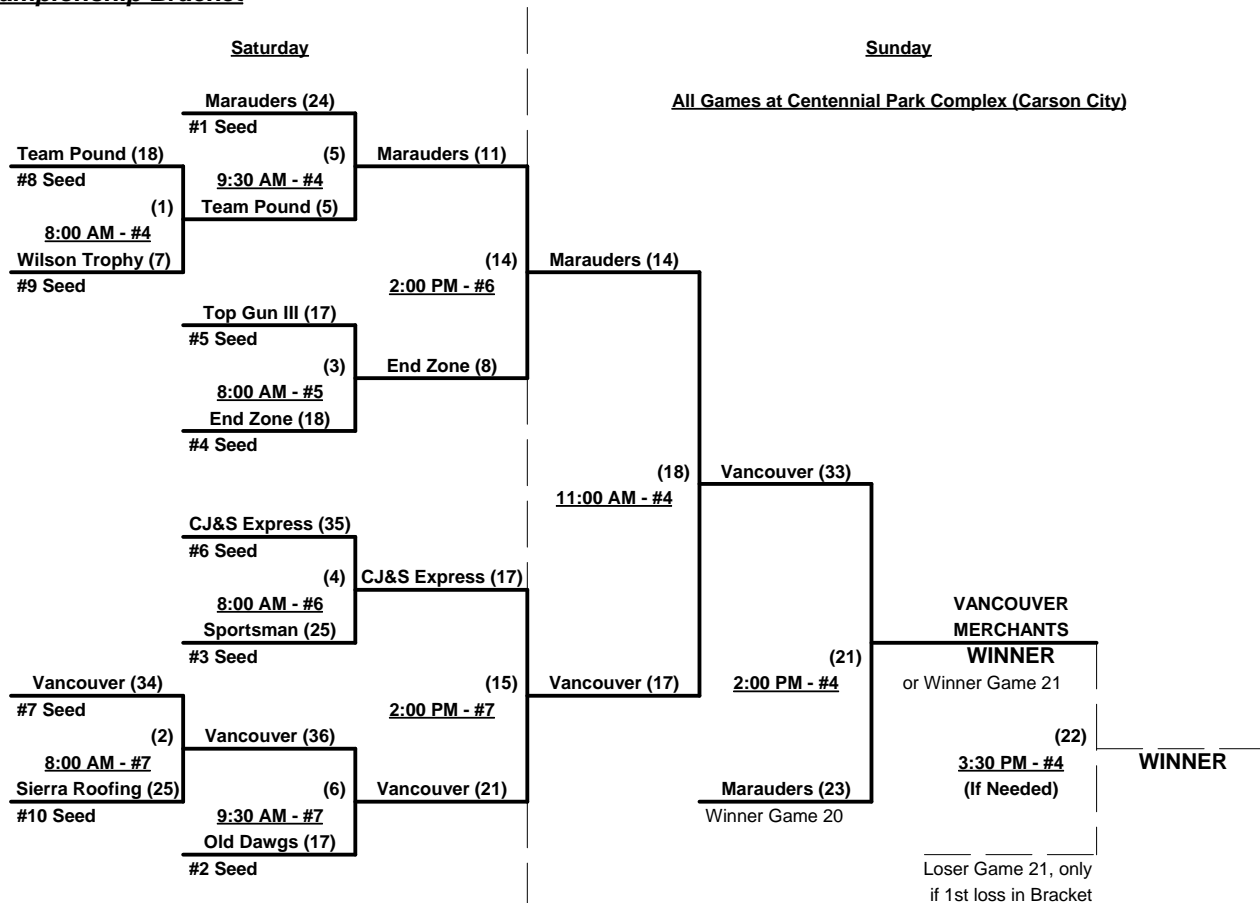 Saturday
Sunday
All Games at Centennial Park Complex (Carson City)
Marauders (24)
#1 Seed
Team Pound (18)
(5)
Marauders (11)
#8 Seed
9:30 AM - #4
(1)
Team Pound (5)
8:00 AM - #4
Wilson Trophy (7)
(14)
Marauders (14)
#9 Seed
2:00 PM - #6
Top Gun III (17)
#5 Seed
(3)
End Zone (8)
8:00 AM - #5
End Zone (18)
#4 Seed
(18)
Vancouver (33)
11:00 AM - #4
CJ&S Express (35)
#6 Seed
(4)
CJ&S Express (17)
8:00 AM - #6
Sportsman (25)
#3 Seed
VANCOUVER
MERCHANTS
WINNER
(21)
2:00 PM - #4
or Winner Game 21
Vancouver (34)
(15)
Vancouver (17)
#7 Seed
2:00 PM - #7
(2)
Vancouver (36)
8:00 AM - #7
(22)
3:30 PM - #4
WINNER
(If Needed)
Sierra Roofing (25)
(6)
Vancouver (21)
Marauders (23)
#10 Seed
9:30 AM - #7
Winner Game 20
Old Dawgs (17)
#2 Seed
Loser Game 21, only
if 1st loss in Bracket